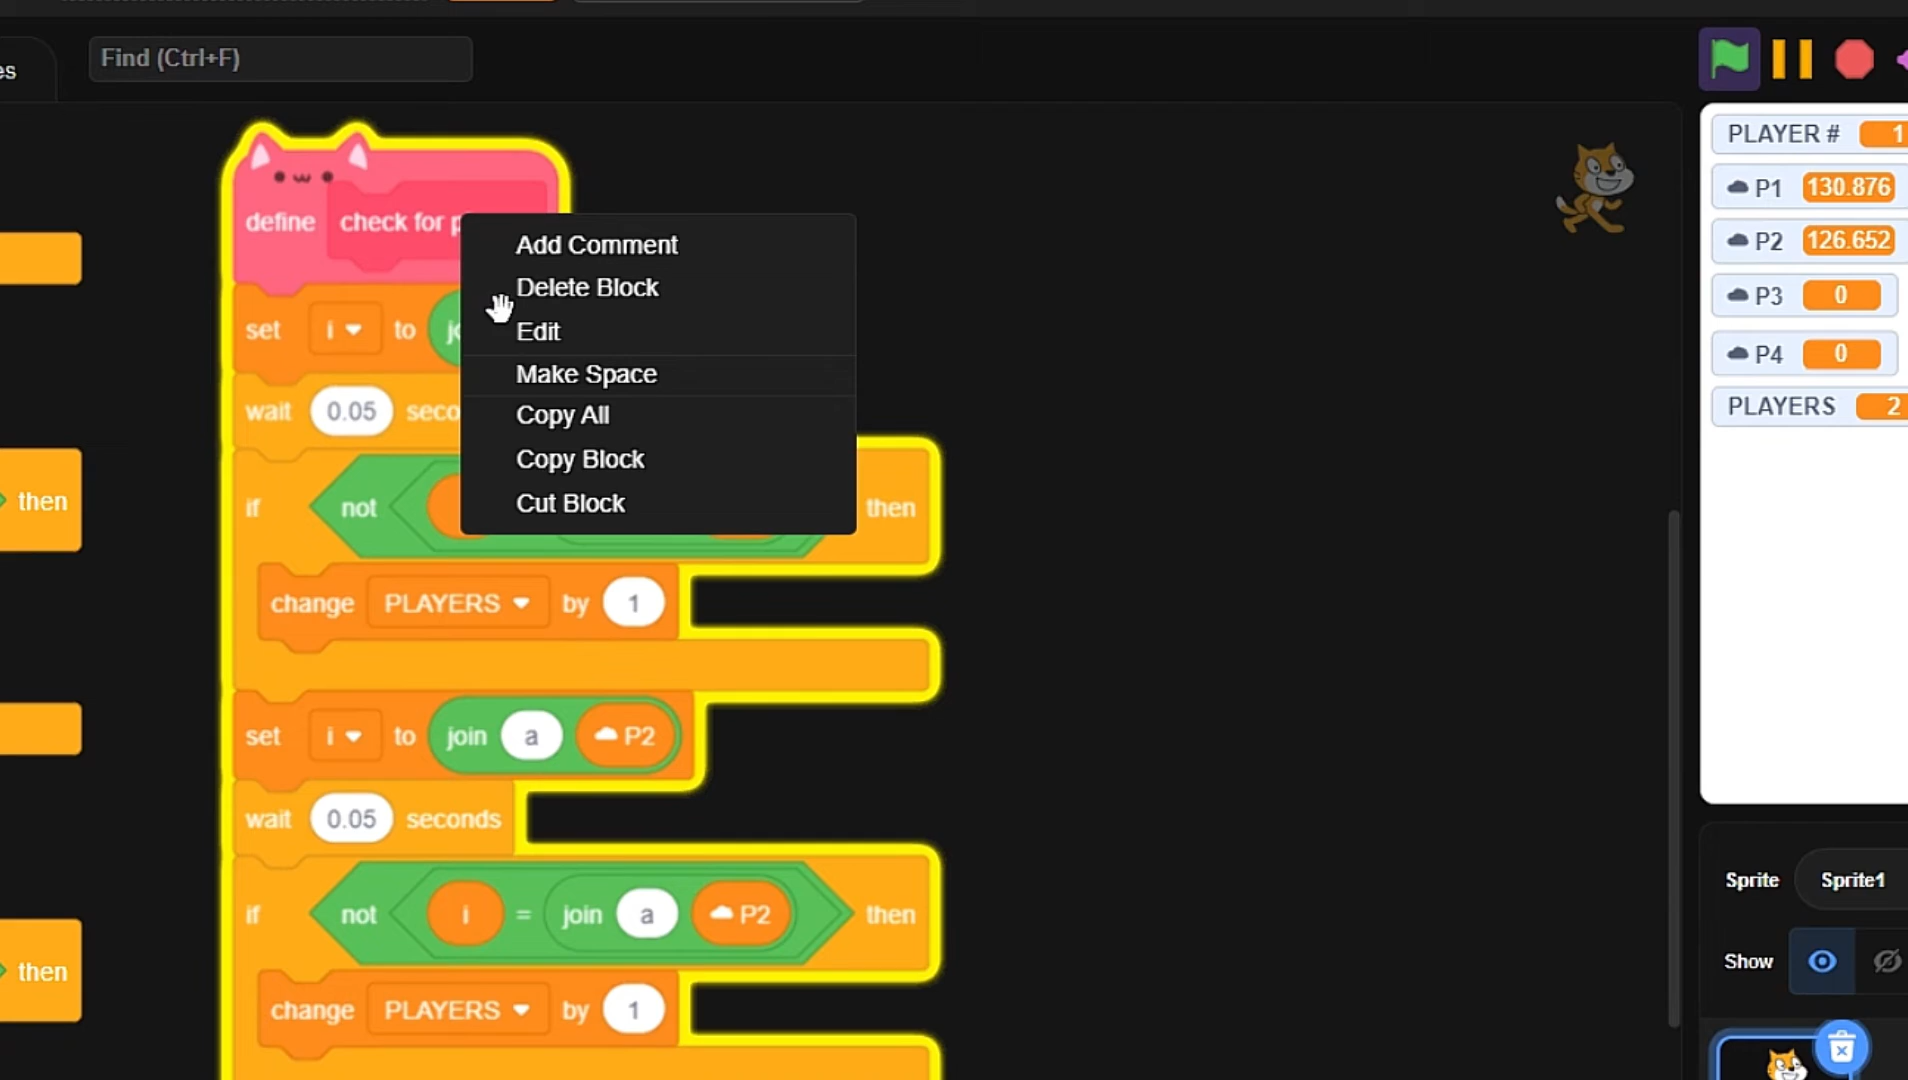 es
Find (Ctrl+F)
define check for p
Add Comment
Delete Block
Edit
Make Space
Copy All
Copy Block
Cut Block
set i to jo
wait 0.05 seco
if not then
change PLAYERS by 1
set i to join a P2
wait 0.05 seconds
if not i = join a P2 then
change PLAYERS by 1
then
then
PLAYER # 1
P1 130.876
P2 126.652
P3 0
P4 0
PLAYERS 2
Sprite Sprite1
Show